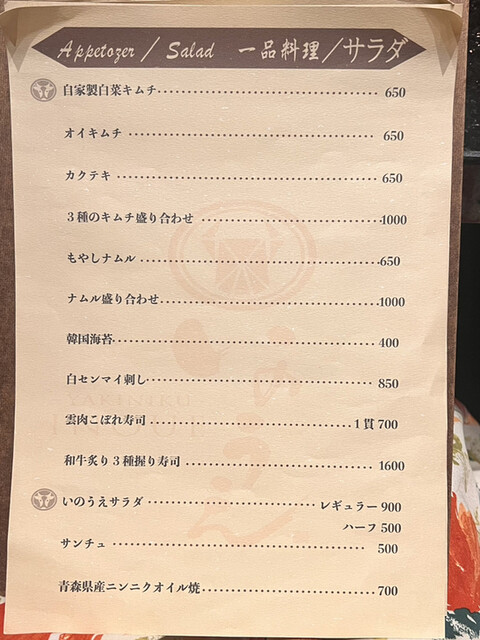 Appetozer / Salad 一品料理/サラダ
自家製白菜キムチ 650
オイキムチ 650
カクテキ 650
3種のキムチ盛り合わせ 1000
もやしナムル 650
ナムル盛り合わせ 1000
韓国海苔 400
白センマイ刺し 850
雲肉こぼれ寿司 1貫 700
和牛炙り3種握り寿司 1600
いのうえサラダ レギュラー 900
ハーフ 500
サンチュ 500
青森県産ニンニクオイル焼 700